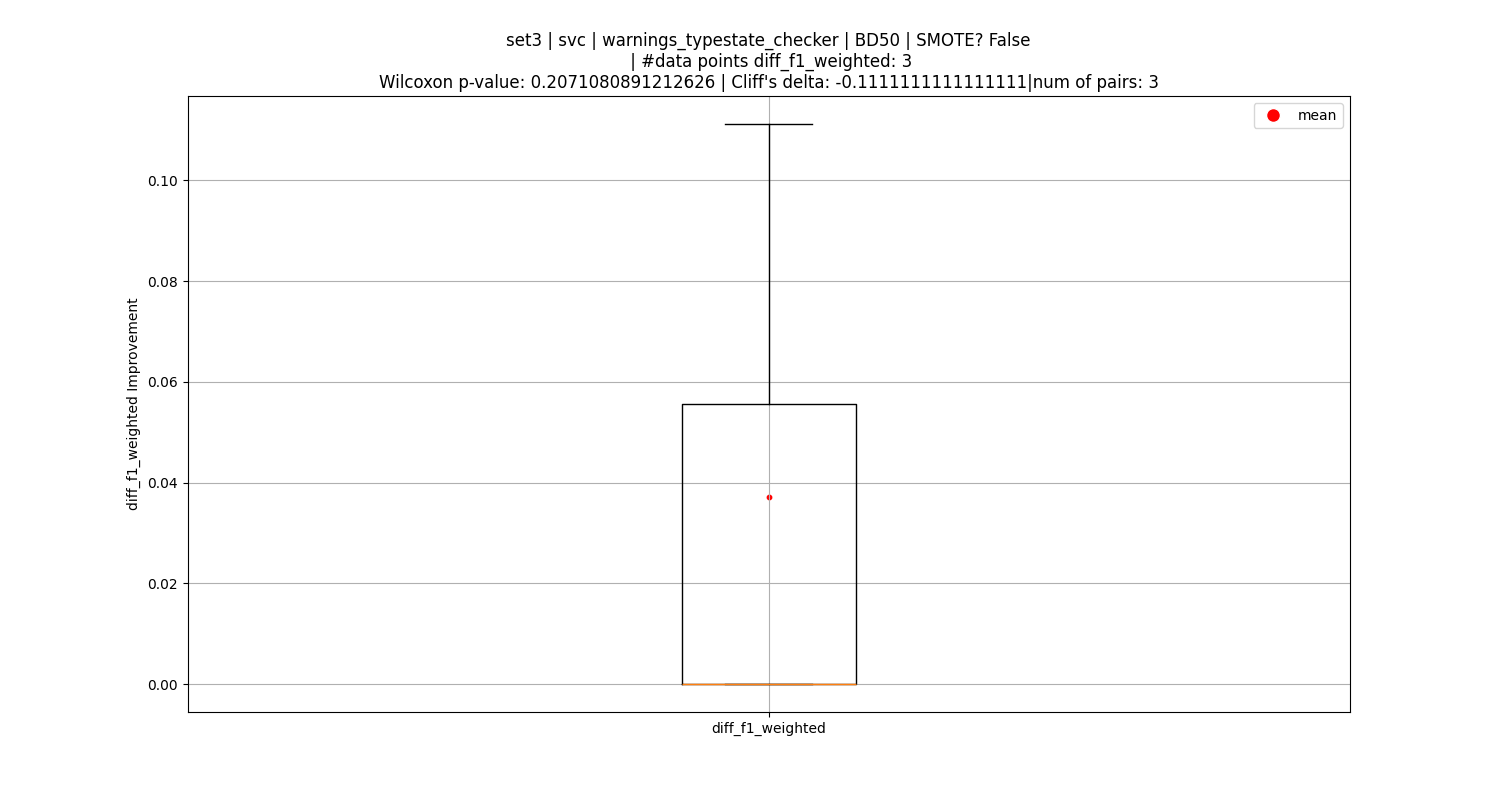 set3 | svc | warnings_typestate_checker | BD50 | SMOTE? False
| #data points diff_f1_weighted: 3
Wilcoxon p-value: 0.2071080891212626 | Cliff's delta: -0.1111111111111111|num of pairs: 3
mean
0.10
0.08
0.06
0.04
0.02
0.00
diff_f1_weighted Improvement
diff_f1_weighted